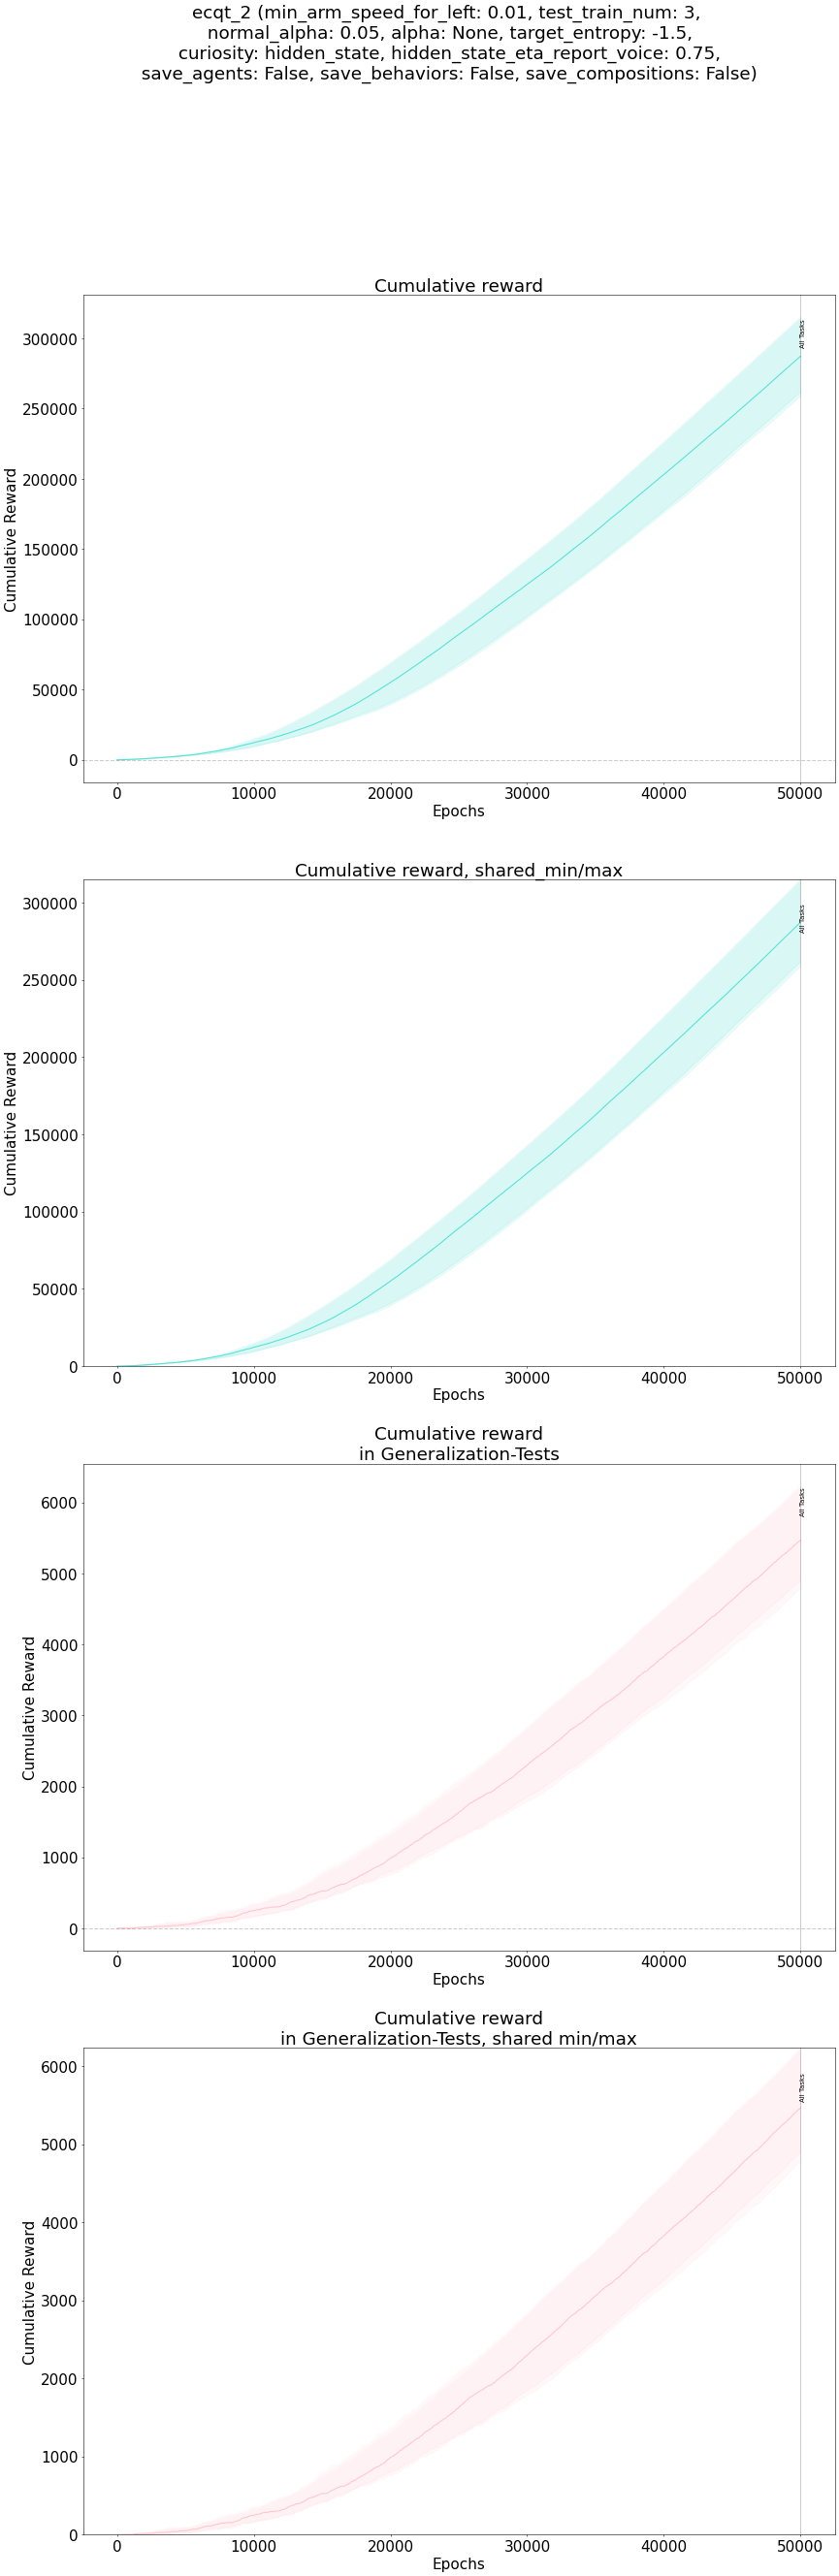 ecqt_2 (min_arm_speed_for_left: 0.01, test_train_num: 3,
normal_alpha: 0.05, alpha: None, target_entropy: -1.5,
curiosity: hidden_state, hidden_state_eta_report_voice: 0.75,
save_agents: False, save_behaviors: False, save_compositions: False)
Cumulative reward
300000
250000
200000
150000
100000
50000
0
Cumulative Reward
All Tasks
0 10000 20000 30000 40000 50000
Epochs
Cumulative reward, shared_min/max
300000
250000
200000
150000
100000
50000
0
Cumulative Reward
All Tasks
0 10000 20000 30000 40000 50000
Epochs
Cumulative reward
in Generalization-Tests
6000
5000
4000
3000
2000
1000
0
Cumulative Reward
All Tasks
0 10000 20000 30000 40000 50000
Epochs
Cumulative reward
in Generalization-Tests, shared min/max
6000
5000
4000
3000
2000
1000
0
Cumulative Reward
All Tasks
0 10000 20000 30000 40000 50000
Epochs